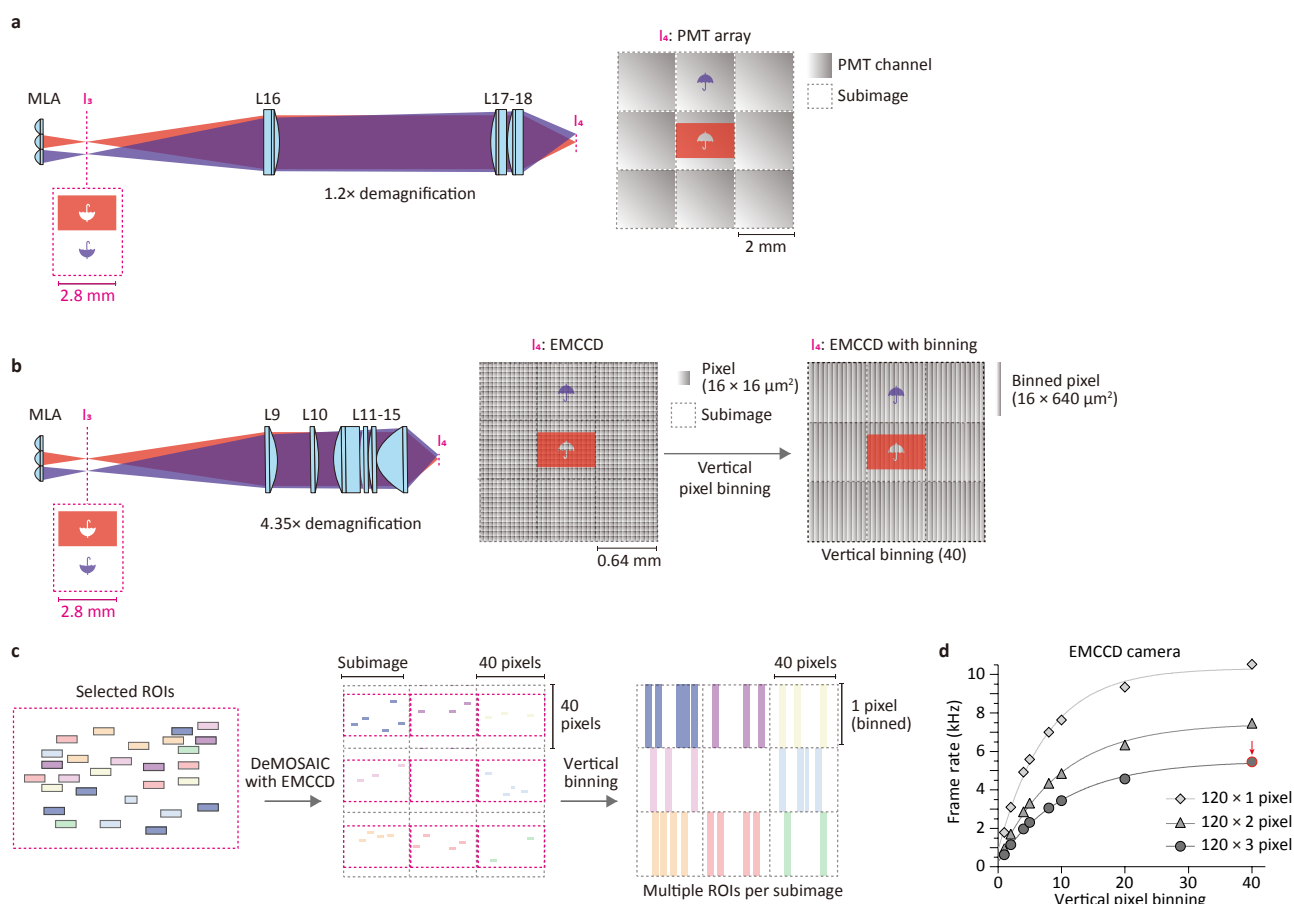 a
I₄: PMT array
MLA
I₃
L16
L17-18
I₄
PMT channel
Subimage
1.2× demagnification
2 mm
2.8 mm
b
I₄: EMCCD
I₄: EMCCD with binning
MLA
I₃
L9
L10
L11-15
I₄
Pixel
(16 × 16 µm²)
Subimage
Binned pixel
(16 × 640 µm²)
Vertical
pixel binning
4.35× demagnification
0.64 mm
Vertical binning (40)
2.8 mm
c
Selected ROIs
DeMOSAIC
with EMCCD
Subimage
40 pixels
40
pixels
Vertical
binning
40 pixels
1 pixel
(binned)
Multiple ROIs per subimage
d
EMCCD camera
Frame rate (kHz)
10
8
6
4
2
0
120 × 1 pixel
120 × 2 pixel
120 × 3 pixel
0
10
20
30
40
Vertical pixel binning